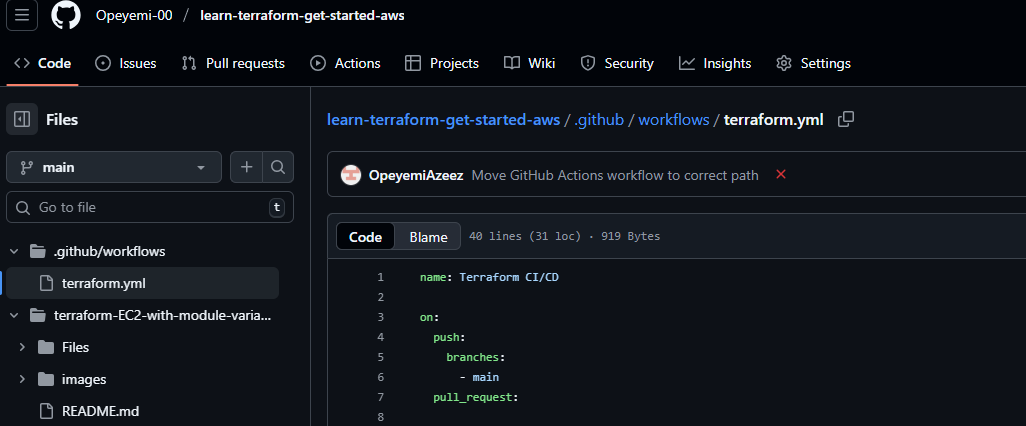 Opeyemi-00 / learn-terraform-get-started-aws
Code Issues Pull requests Actions Projects Wiki Security Insights Settings
Files
main
Go to file t
.github/workflows
terraform.yml
terraform-EC2-with-module-varia...
Files
images
README.md
learn-terraform-get-started-aws / .github / workflows / terraform.yml
OpeyemiAzeez Move GitHub Actions workflow to correct path
Code Blame 40 lines (31 loc) · 919 Bytes
1 name: Terraform CI/CD
2
3 on:
4 push:
5 branches:
6 - main
7 pull_request:
8